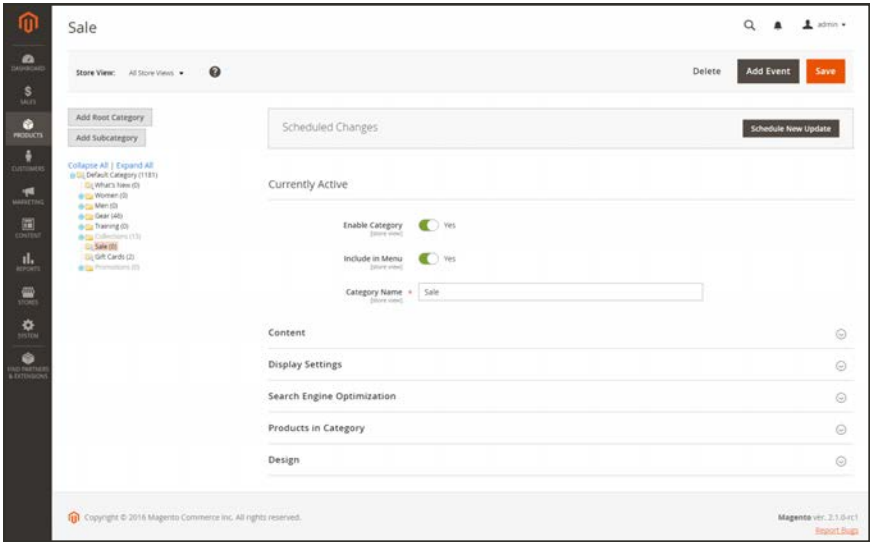 Sale
admin
DASHBOARD
SALES
PRODUCTS
CUSTOMERS
MARKETING
CONTENT
REPORTS
STORES
SYSTEM
FIND PARTNERS
& EXTENSIONS
Store View: All Store Views ?
Delete
Add Event
Save
Add Root Category
Add Subcategory
Collapse All | Expand All
Default Category (1181)
What's New (0)
Women (0)
Men (0)
Gear (46)
Training (0)
Collections (13)
Sale (0)
Gift Cards (2)
Promotions (0)
Scheduled Changes
Schedule New Update
Currently Active
Enable Category
[store view]
Yes
Include in Menu
[store view]
Yes
Category Name *
[store view]
Sale
Content
Display Settings
Search Engine Optimization
Products in Category
Design
Copyright © 2016 Magento Commerce Inc. All rights reserved.
Magento ver. 2.1.0-rc1
Report Bugs